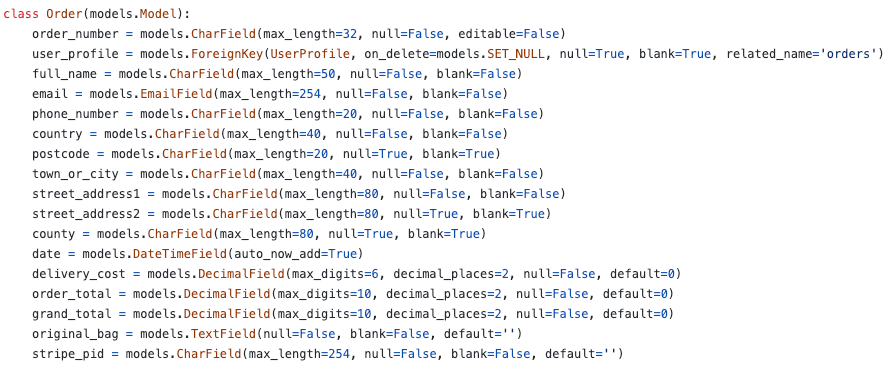 class Order(models.Model):
    order_number = models.CharField(max_length=32, null=False, editable=False)
    user_profile = models.ForeignKey(UserProfile, on_delete=models.SET_NULL, null=True, blank=True, related_name='orders')
    full_name = models.CharField(max_length=50, null=False, blank=False)
    email = models.EmailField(max_length=254, null=False, blank=False)
    phone_number = models.CharField(max_length=20, null=False, blank=False)
    country = models.CharField(max_length=40, null=False, blank=False)
    postcode = models.CharField(max_length=20, null=True, blank=True)
    town_or_city = models.CharField(max_length=40, null=False, blank=False)
    street_address1 = models.CharField(max_length=80, null=False, blank=False)
    street_address2 = models.CharField(max_length=80, null=True, blank=True)
    county = models.CharField(max_length=80, null=True, blank=True)
    date = models.DateTimeField(auto_now_add=True)
    delivery_cost = models.DecimalField(max_digits=6, decimal_places=2, null=False, default=0)
    order_total = models.DecimalField(max_digits=10, decimal_places=2, null=False, default=0)
    grand_total = models.DecimalField(max_digits=10, decimal_places=2, null=False, default=0)
    original_bag = models.TextField(null=False, blank=False, default='')
    stripe_pid = models.CharField(max_length=254, null=False, blank=False, default='')